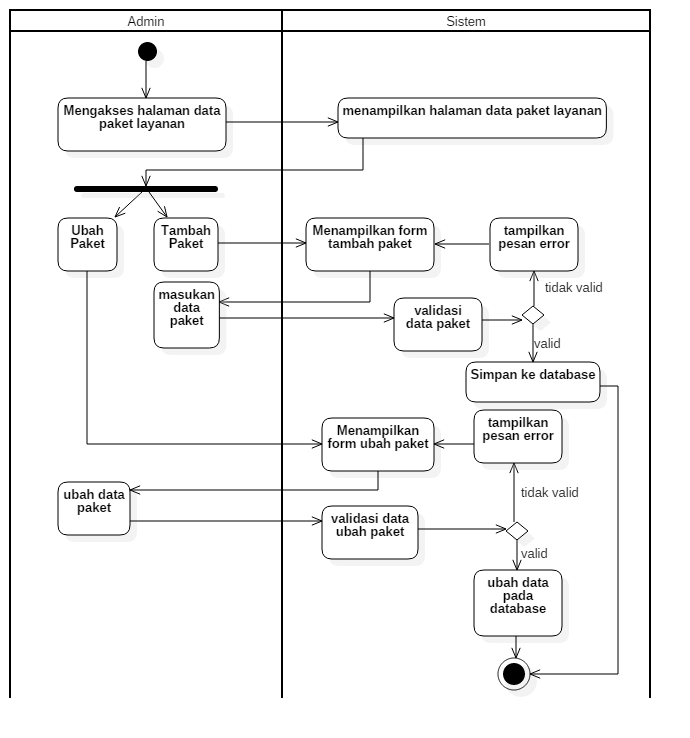 Admin
Sistem
Mengakses halaman data
paket layanan
menampilkan halaman data paket layanan
Ubah
Paket
Tambah
Paket
Menampilkan form
tambah paket
tampilkan
pesan error
tidak valid
masukan
data
paket
validasi
data paket
valid
Simpan ke database
Menampilkan
form ubah paket
tampilkan
pesan error
tidak valid
ubah data
paket
validasi data
ubah paket
valid
ubah data
pada
database